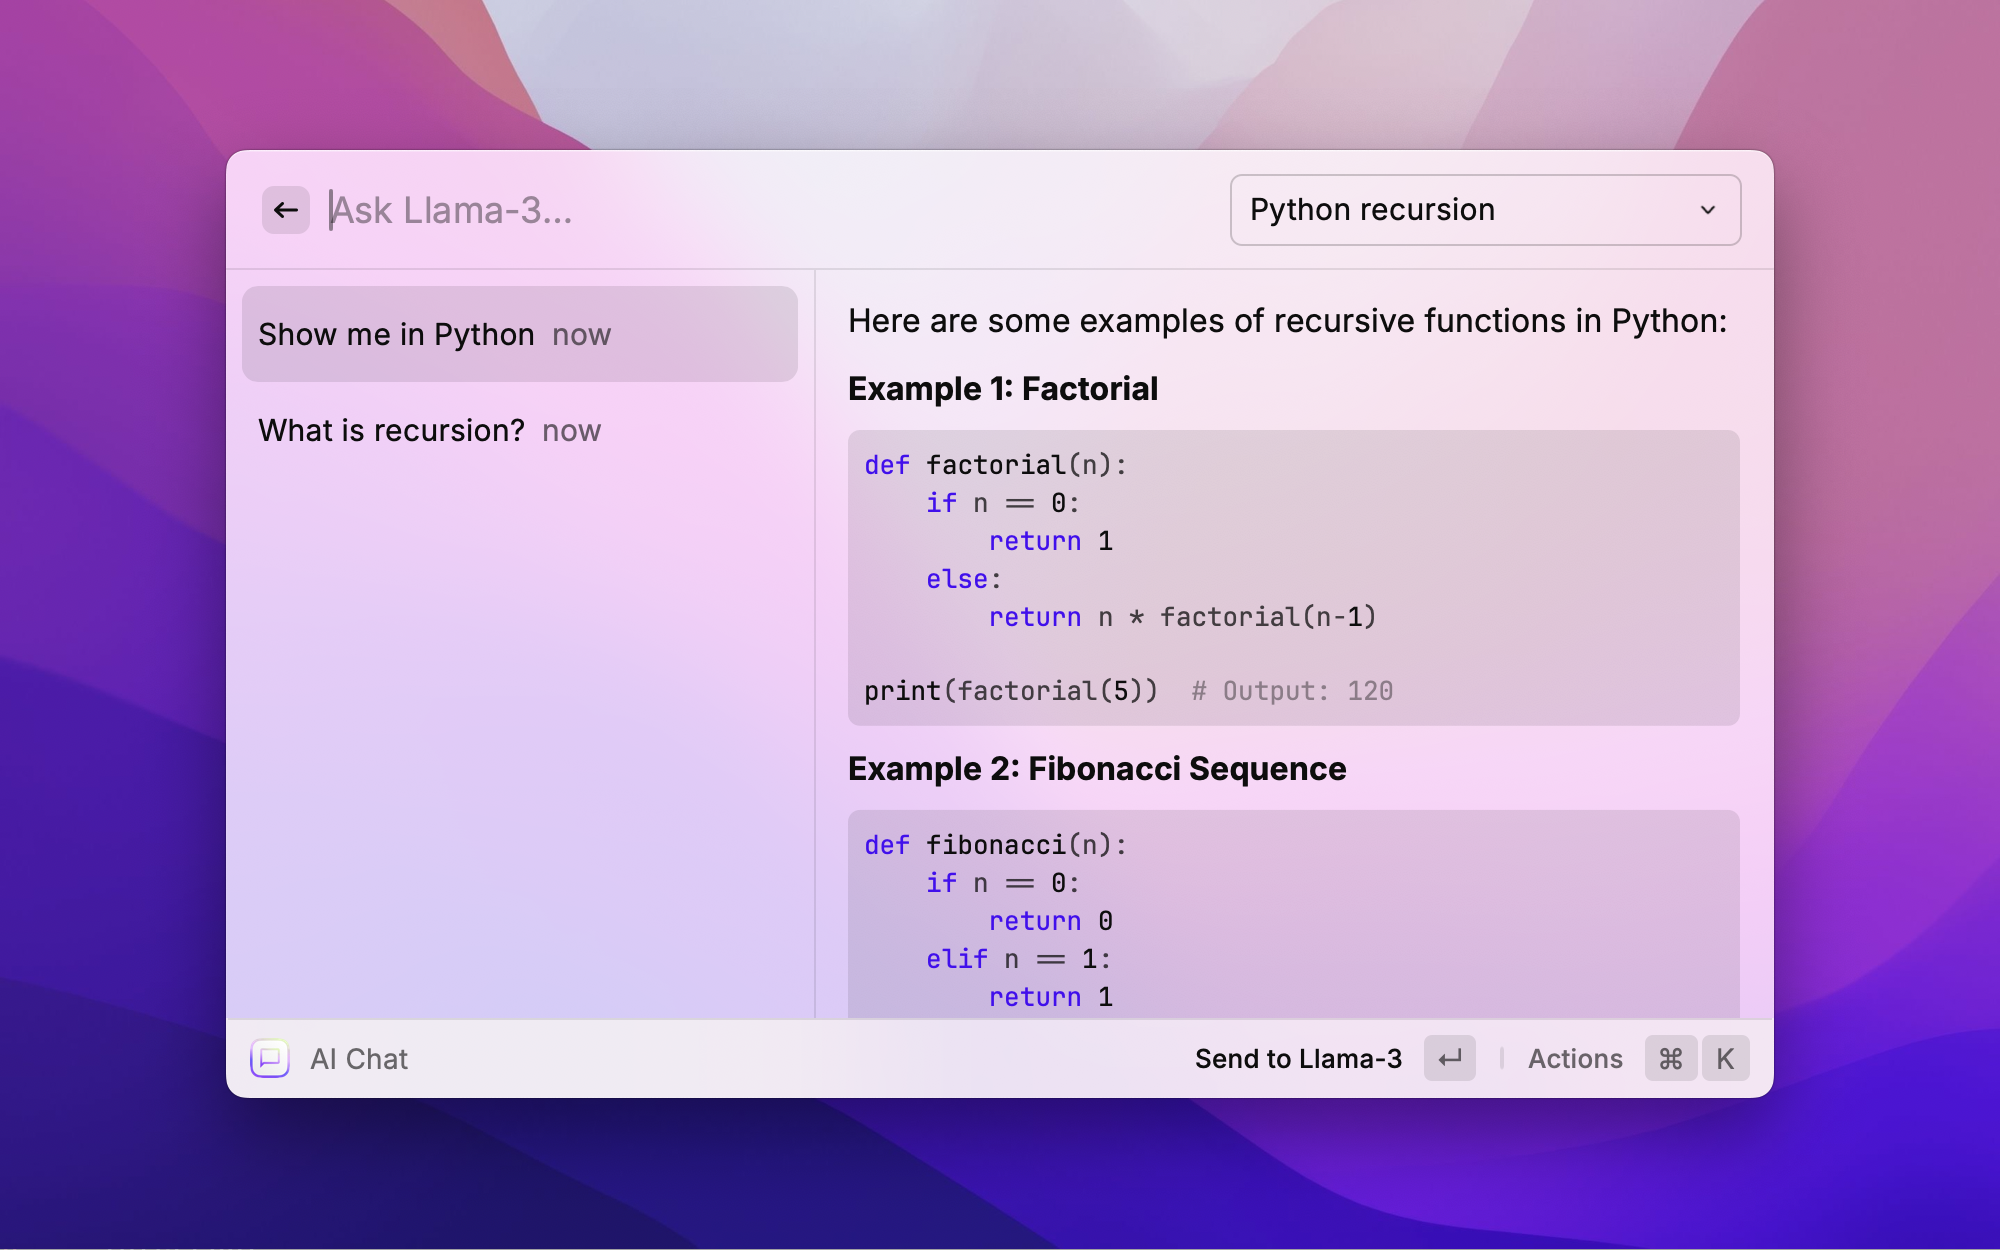 Ask Llama-3...
Python recursion
Show me in Python now
What is recursion? now
Here are some examples of recursive functions in Python:
Example 1: Factorial
def factorial(n):
    if n == 0:
        return 1
    else:
        return n * factorial(n-1)

print(factorial(5))  # Output: 120
Example 2: Fibonacci Sequence
def fibonacci(n):
    if n == 0:
        return 0
    elif n == 1:
        return 1
AI Chat
Send to Llama-3 ↵ | Actions ⌘ K